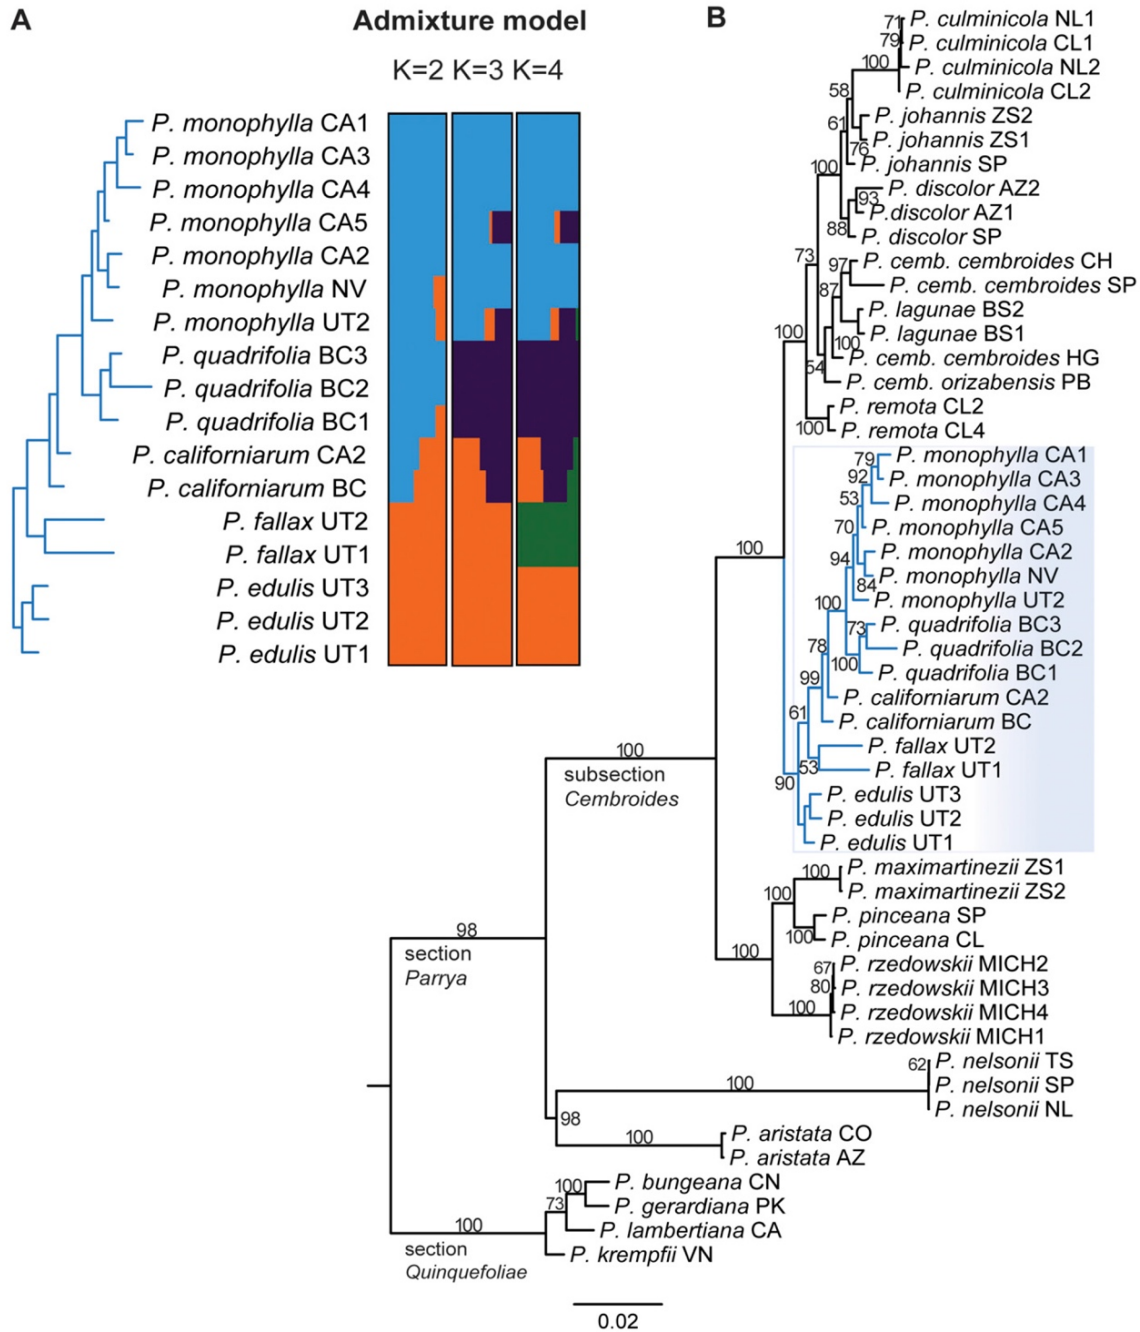 A
Admixture model
K=2 K=3 K=4
P. monophylla CA1
P. monophylla CA3
P. monophylla CA4
P. monophylla CA5
P. monophylla CA2
P. monophylla NV
P. monophylla UT2
P. quadrifolia BC3
P. quadrifolia BC2
P. quadrifolia BC1
P. californiarum CA2
P. californiarum BC
P. fallax UT2
P. fallax UT1
P. edulis UT3
P. edulis UT2
P. edulis UT1
B
71
P. culminicola NL1
79
P. culminicola CL1
100
P. culminicola NL2
P. culminicola CL2
58
P. johannis ZS2
61
P. johannis ZS1
76
P. johannis SP
100
P. discolor AZ2
93
P.discolor AZ1
88
P. discolor SP
73
P. cemb. cembroides CH
97
P. cemb. cembroides SP
87
P. lagunae BS2
P. lagunae BS1
100
100
P. cemb. cembroides HG
54
P. cemb. orizabensis PB
P. remota CL2
100
P. remota CL4
79
P. monophylla CA1
92
P. monophylla CA3
53
P. monophylla CA4
70
P. monophylla CA5
94
P. monophylla CA2
P. monophylla NV
84
P. monophylla UT2
100
73
P. quadrifolia BC3
78
P. quadrifolia BC2
100
P. quadrifolia BC1
99
P. californiarum CA2
61
P. californiarum BC
P. fallax UT2
53
P. fallax UT1
90
P. edulis UT3
P. edulis UT2
P. edulis UT1
100
100
subsection
Cembroides
100
P. maximartinezii ZS1
100
P. maximartinezii ZS2
P. pinceana SP
100
P. pinceana CL
100
67
P. rzedowskii MICH2
80
P. rzedowskii MICH3
100
P. rzedowskii MICH4
P. rzedowskii MICH1
98
section
Parrya
62
P. nelsonii TS
100
P. nelsonii SP
P. nelsonii NL
98
100
P. aristata CO
P. aristata AZ
100
P. bungeana CN
73
P. gerardiana PK
P. lambertiana CA
100
P. krempfii VN
section
Quinquefoliae
0.02